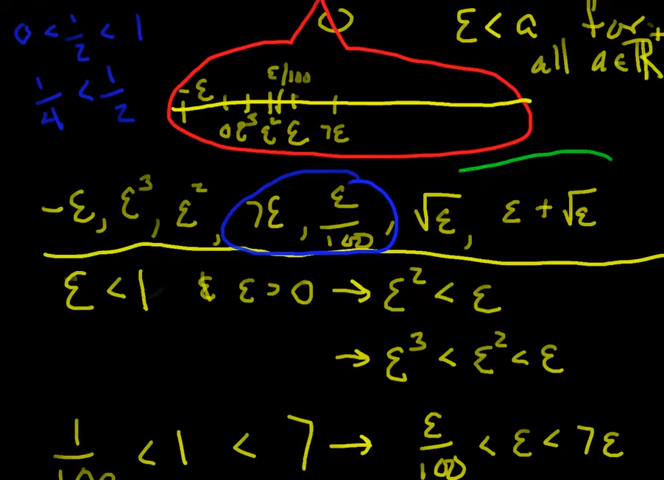 0 < 1/2 < 1
1/4 < 1/2
0
ε < a for
all a ∈ ℝ⁺
-ε ε/100
0 ε³ ε² ε 7ε
-ε, ε³, ε², 7ε, ε/100, √ε, ε + √ε
ε < 1 & ε > 0 → ε² < ε
→ ε³ < ε² < ε
1/100 < 1 < 7 → ε/100 < ε < 7ε